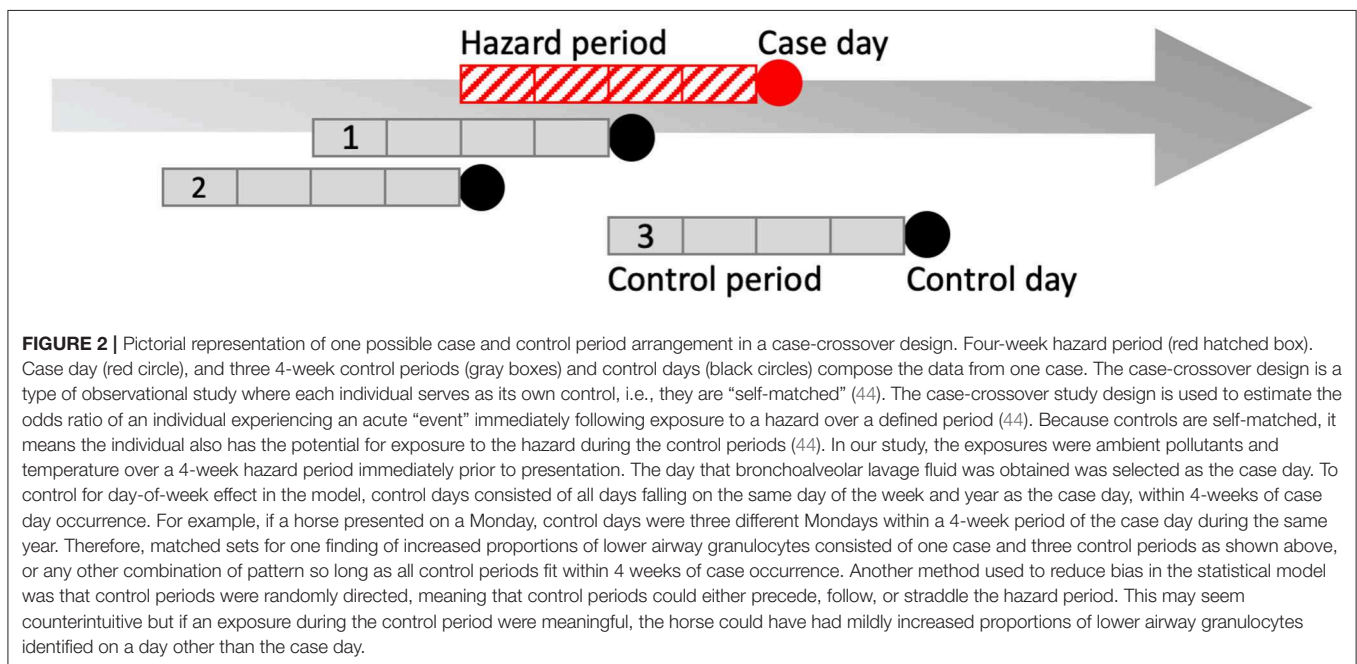 Hazard period Case day
1
2
3
Control period Control day
FIGURE 2 | Pictorial representation of one possible case and control period arrangement in a case-crossover design. Four-week hazard period (red hatched box).
Case day (red circle), and three 4-week control periods (gray boxes) and control days (black circles) compose the data from one case. The case-crossover design is a
type of observational study where each individual serves as its own control, i.e., they are “self-matched” (44). The case-crossover study design is used to estimate the
odds ratio of an individual experiencing an acute “event” immediately following exposure to a hazard over a defined period (44). Because controls are self-matched, it
means the individual also has the potential for exposure to the hazard during the control periods (44). In our study, the exposures were ambient pollutants and
temperature over a 4-week hazard period immediately prior to presentation. The day that bronchoalveolar lavage fluid was obtained was selected as the case day. To
control for day-of-week effect in the model, control days consisted of all days falling on the same day of the week and year as the case day, within 4-weeks of case
day occurrence. For example, if a horse presented on a Monday, control days were three different Mondays within a 4-week period of the case day during the same
year. Therefore, matched sets for one finding of increased proportions of lower airway granulocytes consisted of one case and three control periods as shown above,
or any other combination of pattern so long as all control periods fit within 4 weeks of case occurrence. Another method used to reduce bias in the statistical model
was that control periods were randomly directed, meaning that control periods could either precede, follow, or straddle the hazard period. This may seem
counterintuitive but if an exposure during the control period were meaningful, the horse could have had mildly increased proportions of lower airway granulocytes
identified on a day other than the case day.